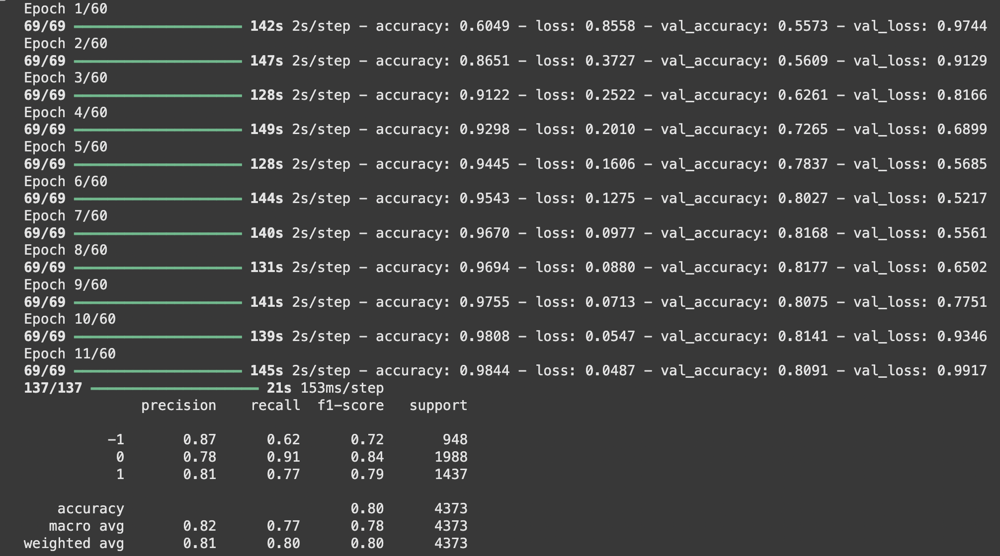 Epoch 1/60
69/69 ━━━━━━━━━━━━━━━━━━━━ 142s 2s/step - accuracy: 0.6049 - loss: 0.8558 - val_accuracy: 0.5573 - val_loss: 0.9744
Epoch 2/60
69/69 ━━━━━━━━━━━━━━━━━━━━ 147s 2s/step - accuracy: 0.8651 - loss: 0.3727 - val_accuracy: 0.5609 - val_loss: 0.9129
Epoch 3/60
69/69 ━━━━━━━━━━━━━━━━━━━━ 128s 2s/step - accuracy: 0.9122 - loss: 0.2522 - val_accuracy: 0.6261 - val_loss: 0.8166
Epoch 4/60
69/69 ━━━━━━━━━━━━━━━━━━━━ 149s 2s/step - accuracy: 0.9298 - loss: 0.2010 - val_accuracy: 0.7265 - val_loss: 0.6899
Epoch 5/60
69/69 ━━━━━━━━━━━━━━━━━━━━ 128s 2s/step - accuracy: 0.9445 - loss: 0.1606 - val_accuracy: 0.7837 - val_loss: 0.5685
Epoch 6/60
69/69 ━━━━━━━━━━━━━━━━━━━━ 144s 2s/step - accuracy: 0.9543 - loss: 0.1275 - val_accuracy: 0.8027 - val_loss: 0.5217
Epoch 7/60
69/69 ━━━━━━━━━━━━━━━━━━━━ 140s 2s/step - accuracy: 0.9670 - loss: 0.0977 - val_accuracy: 0.8168 - val_loss: 0.5561
Epoch 8/60
69/69 ━━━━━━━━━━━━━━━━━━━━ 131s 2s/step - accuracy: 0.9694 - loss: 0.0880 - val_accuracy: 0.8177 - val_loss: 0.6502
Epoch 9/60
69/69 ━━━━━━━━━━━━━━━━━━━━ 141s 2s/step - accuracy: 0.9755 - loss: 0.0713 - val_accuracy: 0.8075 - val_loss: 0.7751
Epoch 10/60
69/69 ━━━━━━━━━━━━━━━━━━━━ 139s 2s/step - accuracy: 0.9808 - loss: 0.0547 - val_accuracy: 0.8141 - val_loss: 0.9346
Epoch 11/60
69/69 ━━━━━━━━━━━━━━━━━━━━ 145s 2s/step - accuracy: 0.9844 - loss: 0.0487 - val_accuracy: 0.8091 - val_loss: 0.9917
137/137 ━━━━━━━━━━━━━━━━━━━━ 21s 153ms/step
precision recall f1-score support
-1 0.87 0.62 0.72 948
0 0.78 0.91 0.84 1988
1 0.81 0.77 0.79 1437
accuracy 0.80 4373
macro avg 0.82 0.77 0.78 4373
weighted avg 0.81 0.80 0.80 4373